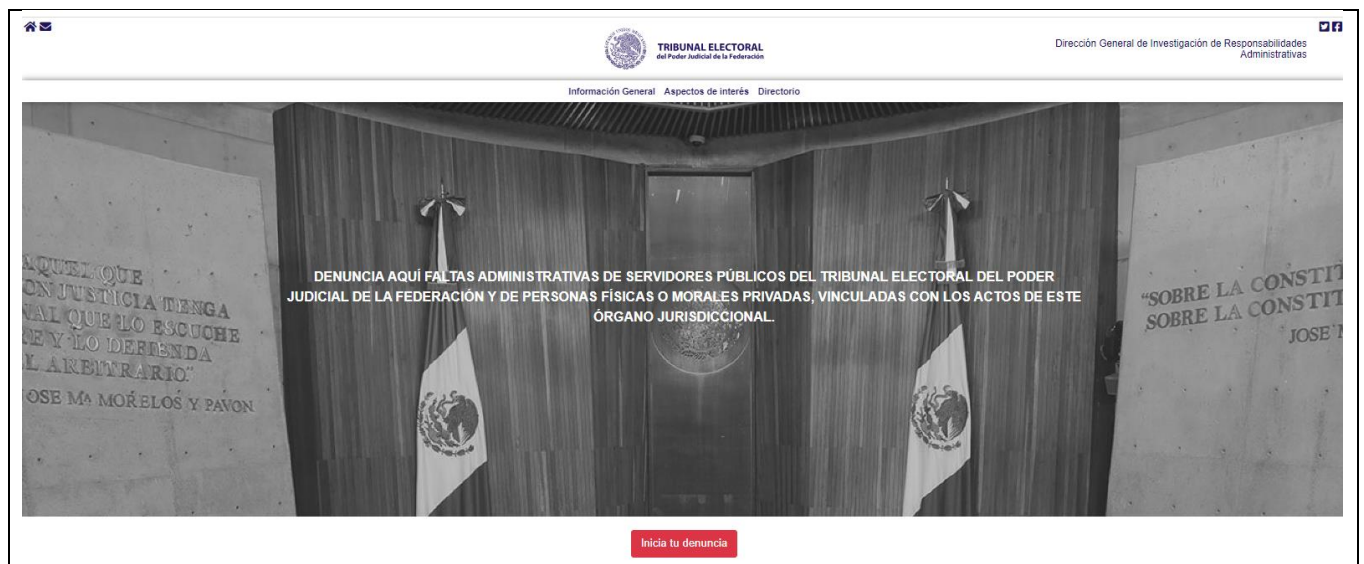 TRIBUNAL ELECTORAL
del Poder Judicial de la Federación
Dirección General de Investigación de Responsabilidades
Administrativas
Información General Aspectos de interés Directorio
DENUNCIA AQUÍ FALTAS ADMINISTRATIVAS DE SERVIDORES PÚBLICOS DEL TRIBUNAL ELECTORAL DEL PODER
JUDICIAL DE LA FEDERACIÓN Y DE PERSONAS FÍSICAS O MORALES PRIVADAS, VINCULADAS CON LOS ACTOS DE ESTE
ÓRGANO JURISDICCIONAL.
AQUEL QUE
CON JUSTICIA TENGA
QUE LO ESCUCHE
Y LO DEFIENDA
ARBITRARIO."
JOSE Mª MORELOS Y PAVON
"SOBRE LA CONSTIT
SOBRE LA CONSTIT
JOSE
Inicia tu denuncia